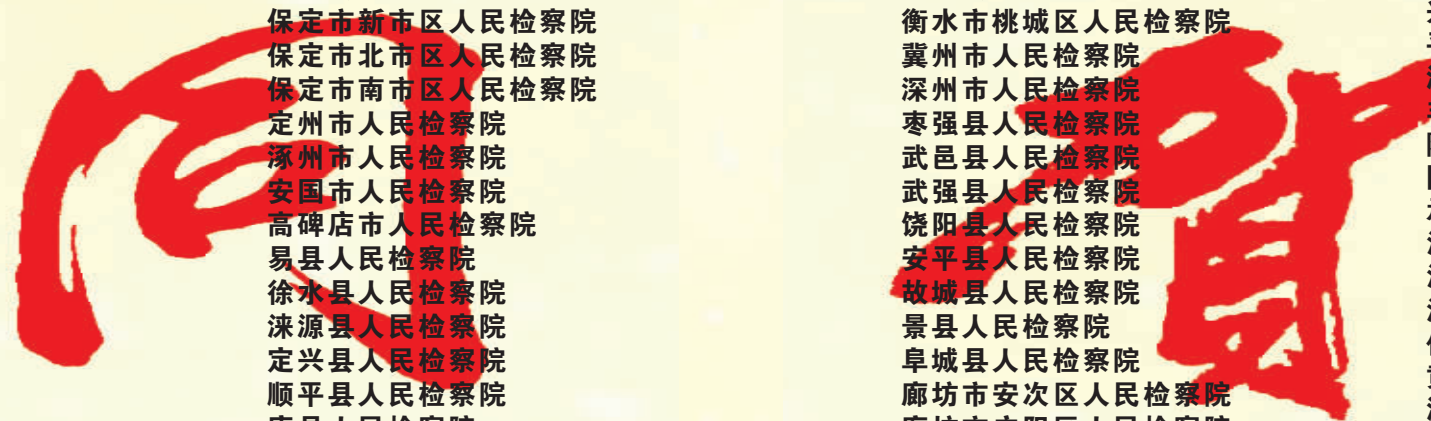 同贺
保定市新市区人民检察院
保定市北市区人民检察院
保定市南市区人民检察院
定州市人民检察院
涿州市人民检察院
安国市人民检察院
高碑店市人民检察院
易县人民检察院
徐水县人民检察院
涞源县人民检察院
定兴县人民检察院
顺平县人民检察院
衡水市桃城区人民检察院
冀州市人民检察院
深州市人民检察院
枣强县人民检察院
武邑县人民检察院
武强县人民检察院
饶阳县人民检察院
安平县人民检察院
故城县人民检察院
景县人民检察院
阜城县人民检察院
廊坊市安次区人民检察院